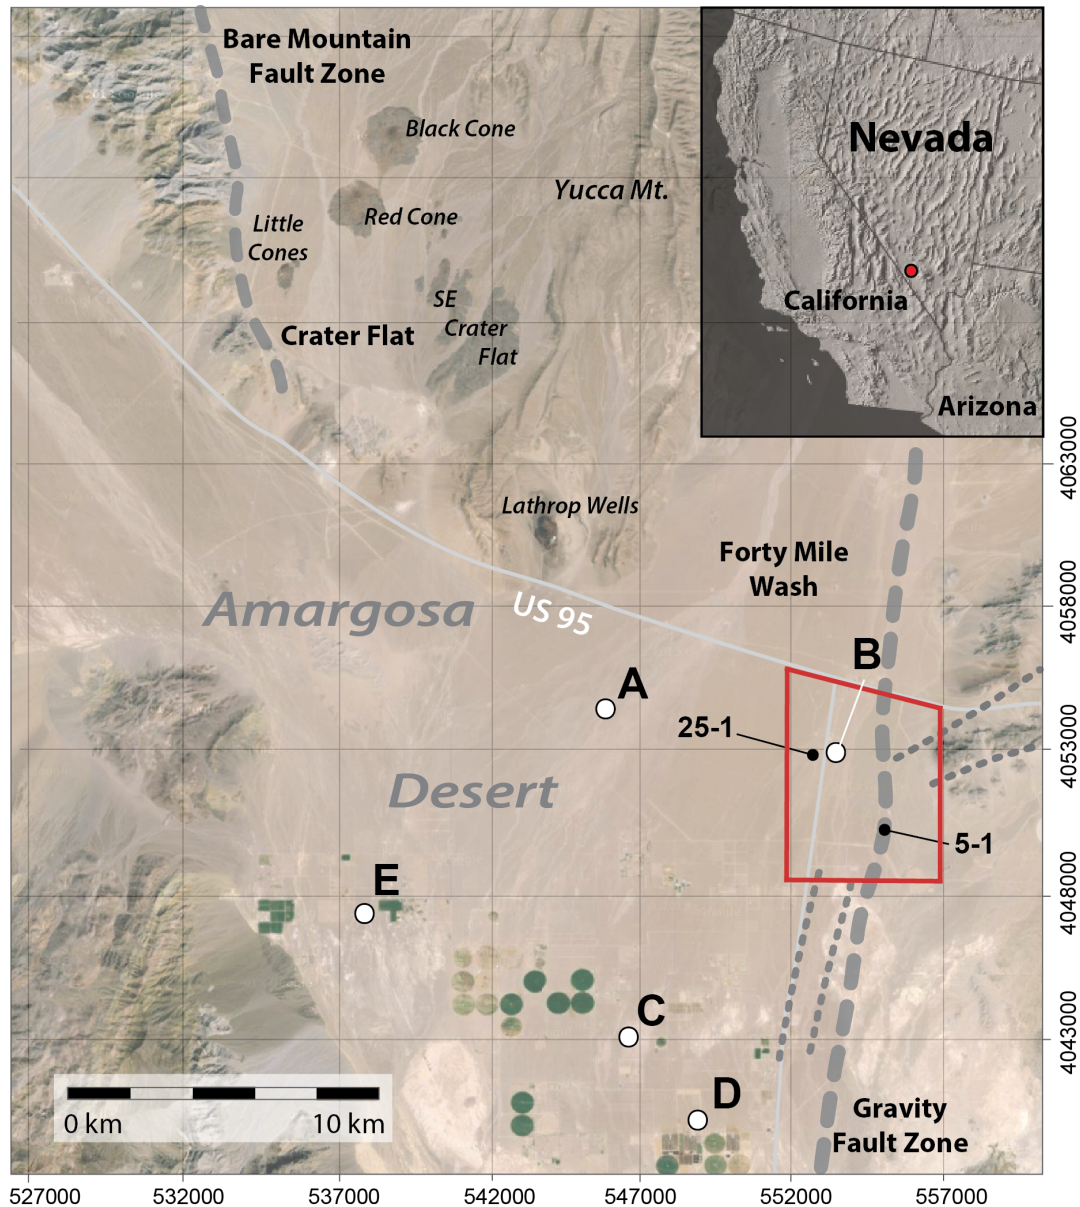 Bare Mountain
Fault Zone
Black Cone
Nevada
Yucca Mt.
Red Cone
Little
Cones
SE
Crater
Flat
California
Crater Flat
Arizona
Lathrop Wells
Forty Mile
Wash
Amargosa
US 95
B
A
25-1
Desert
5-1
E
C
D
0 km
10 km
Gravity
Fault Zone
4063000
4058000
4053000
4048000
4043000
527000
532000
537000
542000
547000
552000
557000